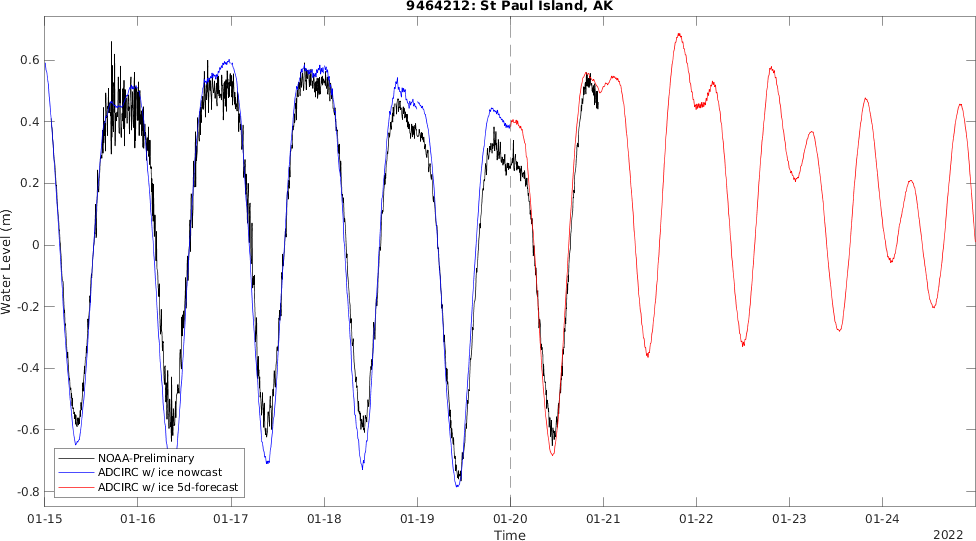 9464212: St Paul Island, AK
0.6
0.4
0.2
0
-0.2
-0.4
-0.6
-0.8
Water Level (m)
NOAA-Preliminary
ADCIRC w/ ice nowcast
ADCIRC w/ ice 5d-forecast
01-15 01-16 01-17 01-18 01-19 01-20 01-21 01-22 01-23 01-24
Time
2022